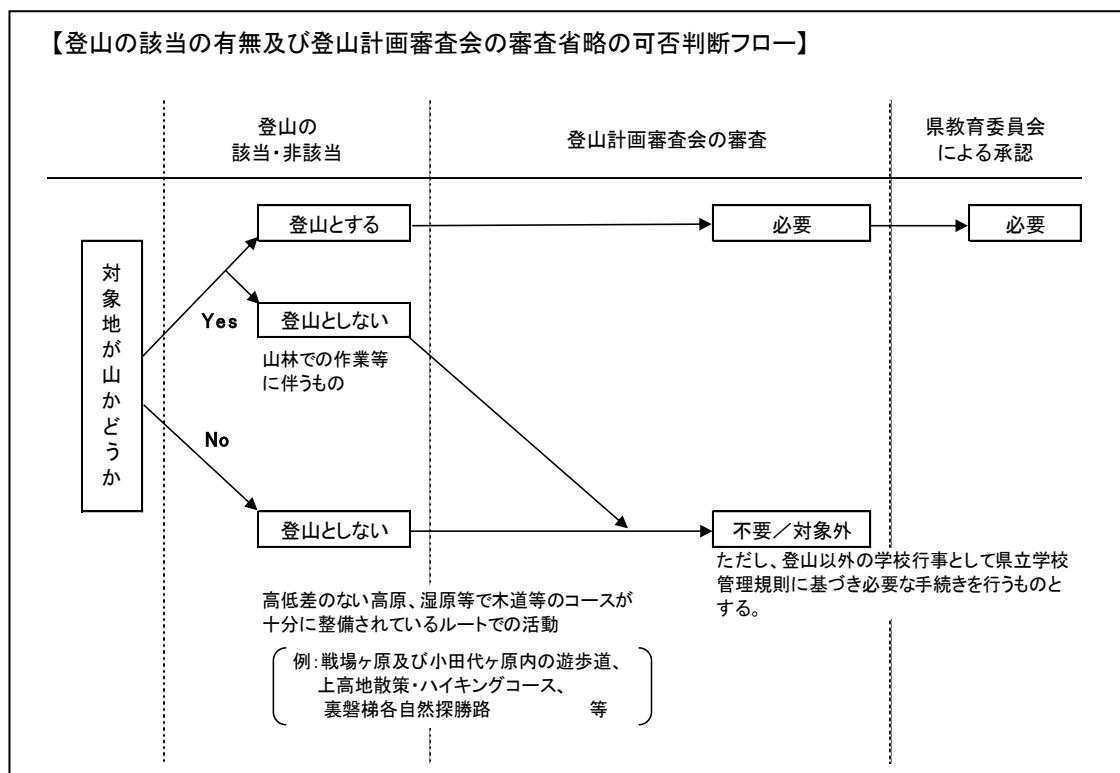 【登山の該当の有無及び登山計画審査会の審査省略の可否判断フロー】
登山の
該当・非該当
登山計画審査会の審査
県教育委員会
による承認
対象地が山かどうか
Yes
登山とする
必要
必要
登山としない
山林での作業等
に伴うもの
No
登山としない
不要／対象外
ただし、登山以外の学校行事として県立学校
管理規則に基づき必要な手続きを行うものと
する。
高低差のない高原、湿原等で木道等のコースが
十分に整備されているルートでの活動
例：戦場ヶ原及び小田代ヶ原内の遊歩道、
上高地散策・ハイキングコース、
裏磐梯各自然探勝路　　　　　等